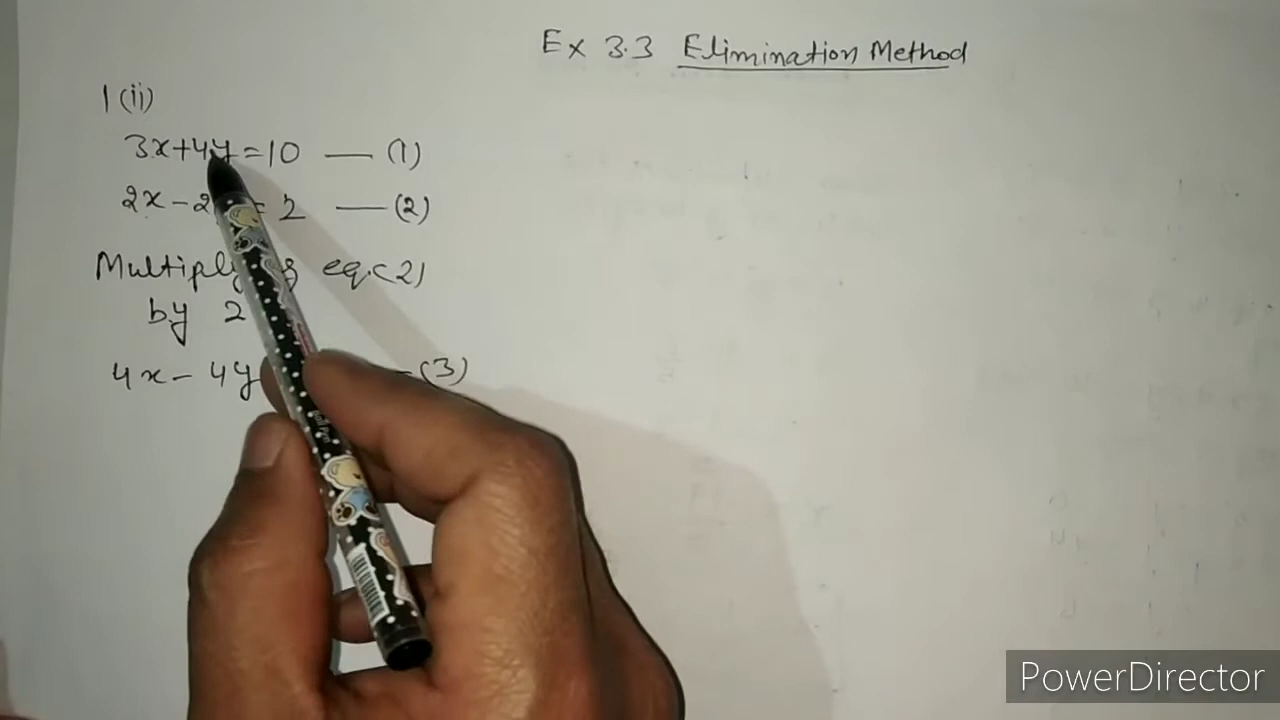 Ex 3.3 Elimination Method
1 (ii)
3x+4y=10 — (1)
2x-2 = 2 — (2)
Multiply eq.(2)
by 2
4x-4y — (3)
PowerDirector